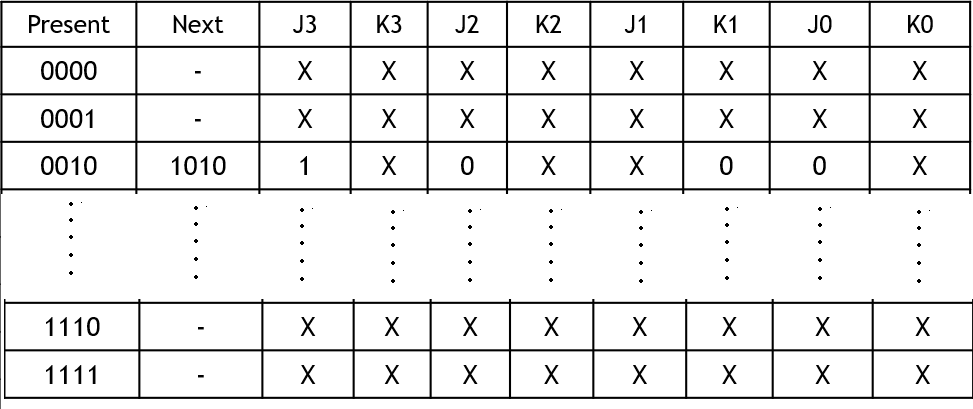 Present Next J3 K3 J2 K2 J1 K1 J0 K0
0000 - X X X X X X X X
0001 - X X X X X X X X
0010 1010 1 X 0 X X 0 0 X
1110 - X X X X X X X X
1111 - X X X X X X X X